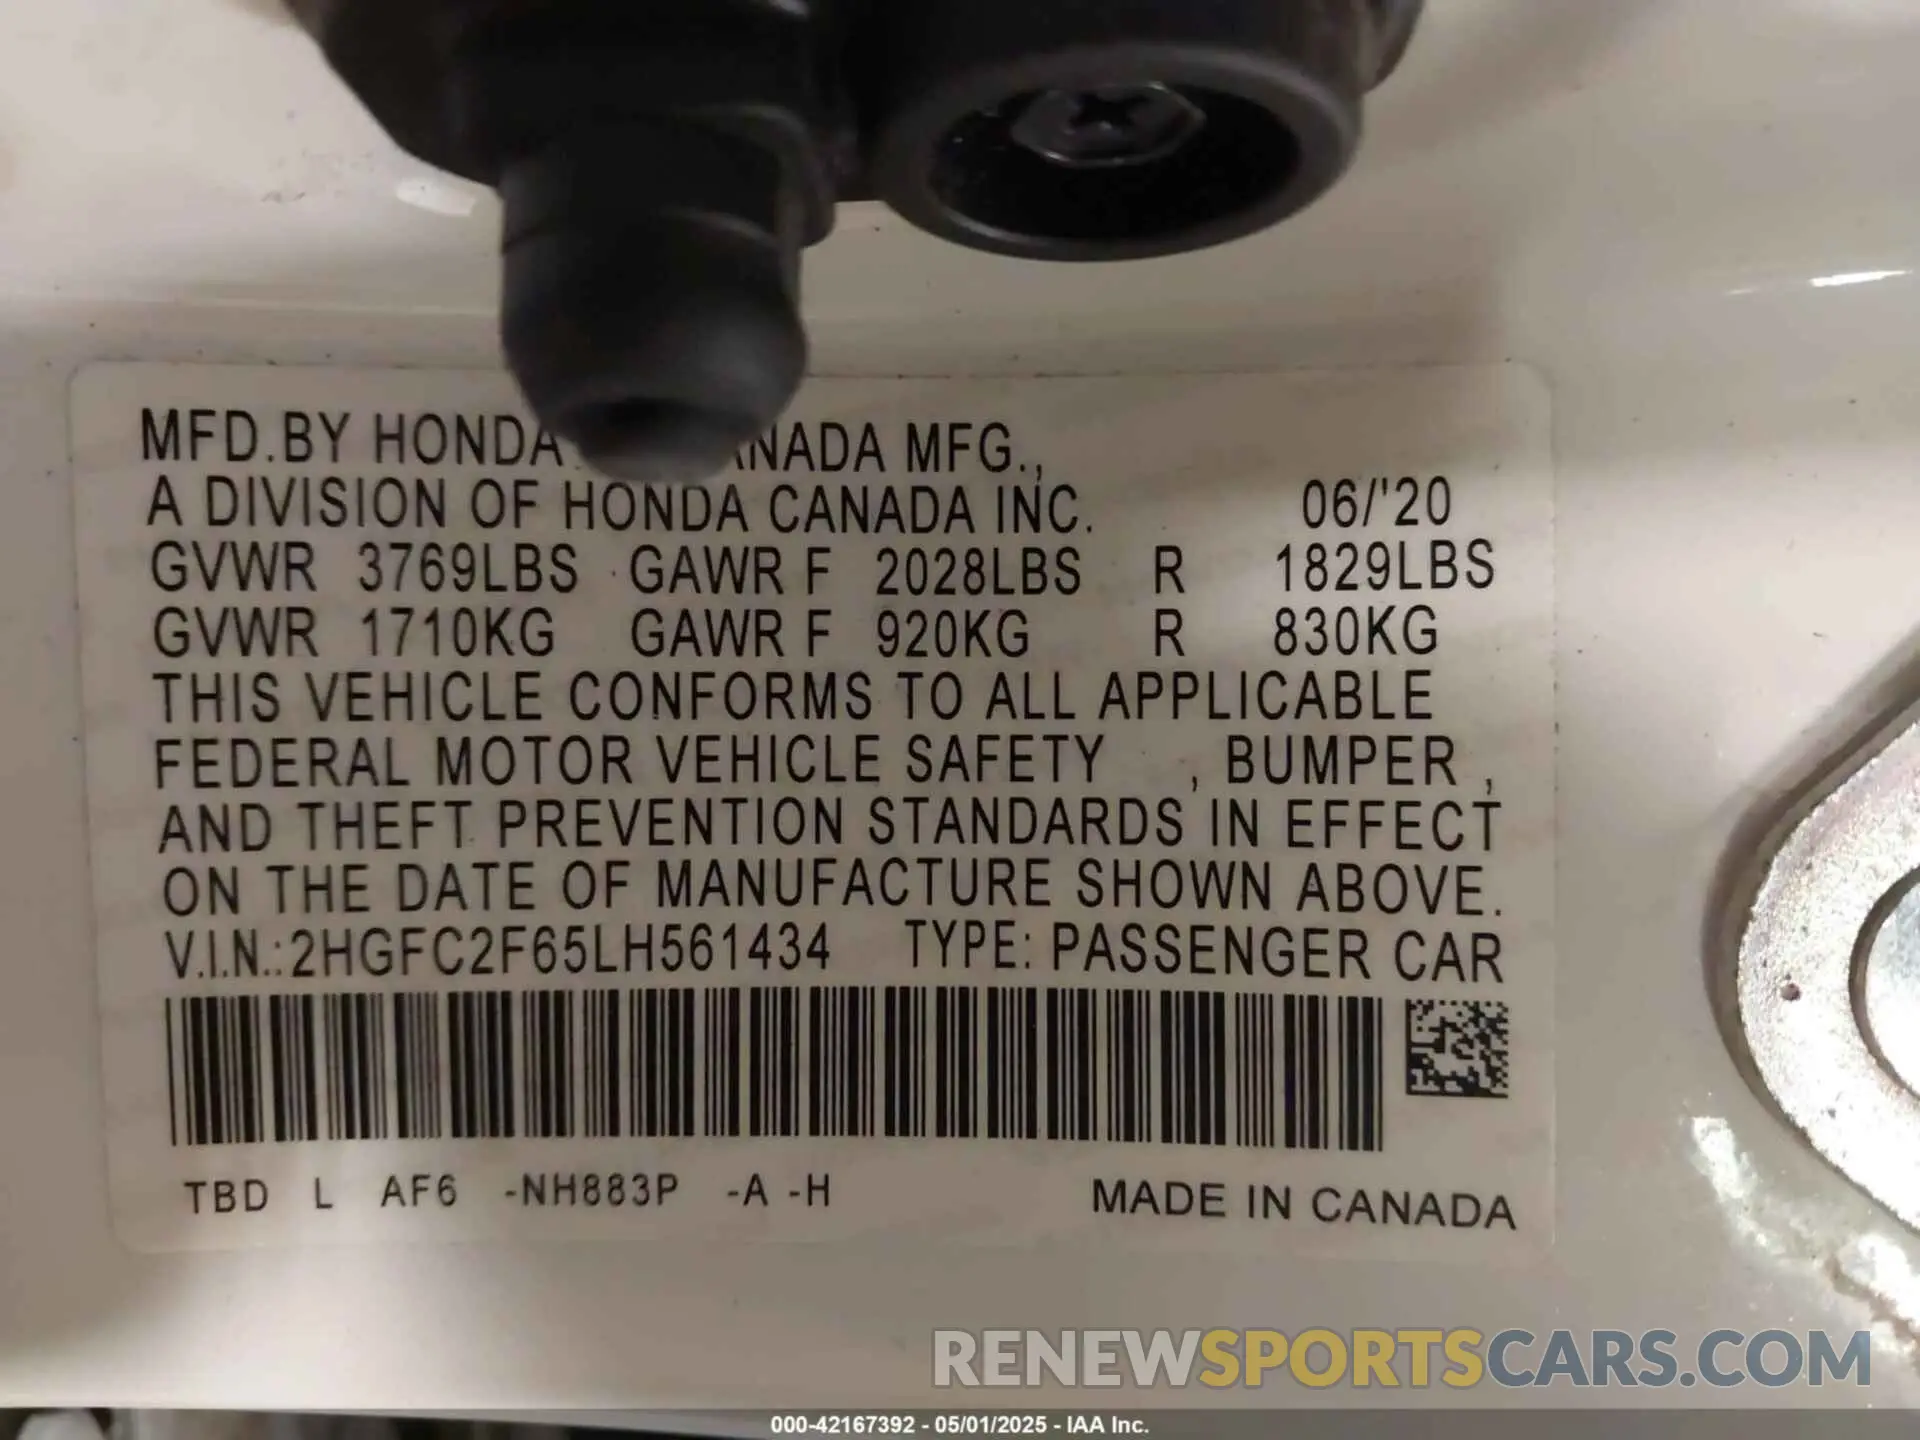 MFD.BY HONDA MFG.,
A DIVISION OF HONDA CANADA INC. 06/'20
GVWR 3769LBS GAWR F 2028LBS R 1829LBS
GVWR 1710KG GAWR F 920KG R 830KG
THIS VEHICLE CONFORMS TO ALL APPLICABLE
FEDERAL MOTOR VEHICLE SAFETY , BUMPER ,
AND THEFT PREVENTION STANDARDS IN EFFECT
ON THE DATE OF MANUFACTURE SHOWN ABOVE.
V.I.N.:2HGFC2F65LH561434 TYPE: PASSENGER CAR
TBD L AF6 -NH883P -A -H MADE IN CANADA
RENEWSPORTSCARS.COM
000-42167392 - 05/01/2025 - IAA Inc.